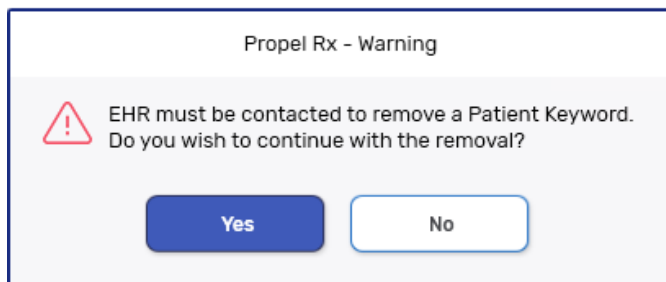 Propel Rx - Warning
EHR must be contacted to remove a Patient Keyword.
Do you wish to continue with the removal?
Yes
No